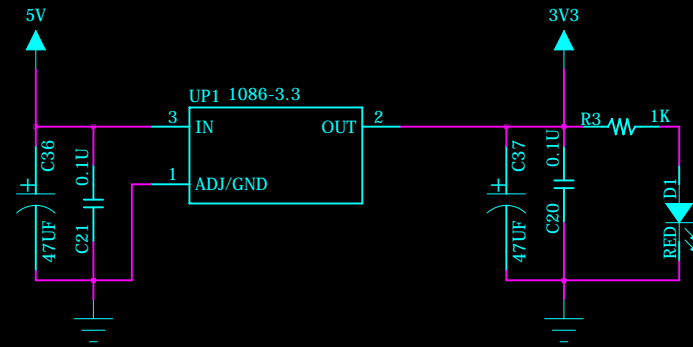 5V
3V3
UP1 1086-3.3
3 IN OUT 2
1 ADJ/GND
R3 1K
C36
47UF
0.1U
C21
C37
47UF
0.1U
C20
D1
RED